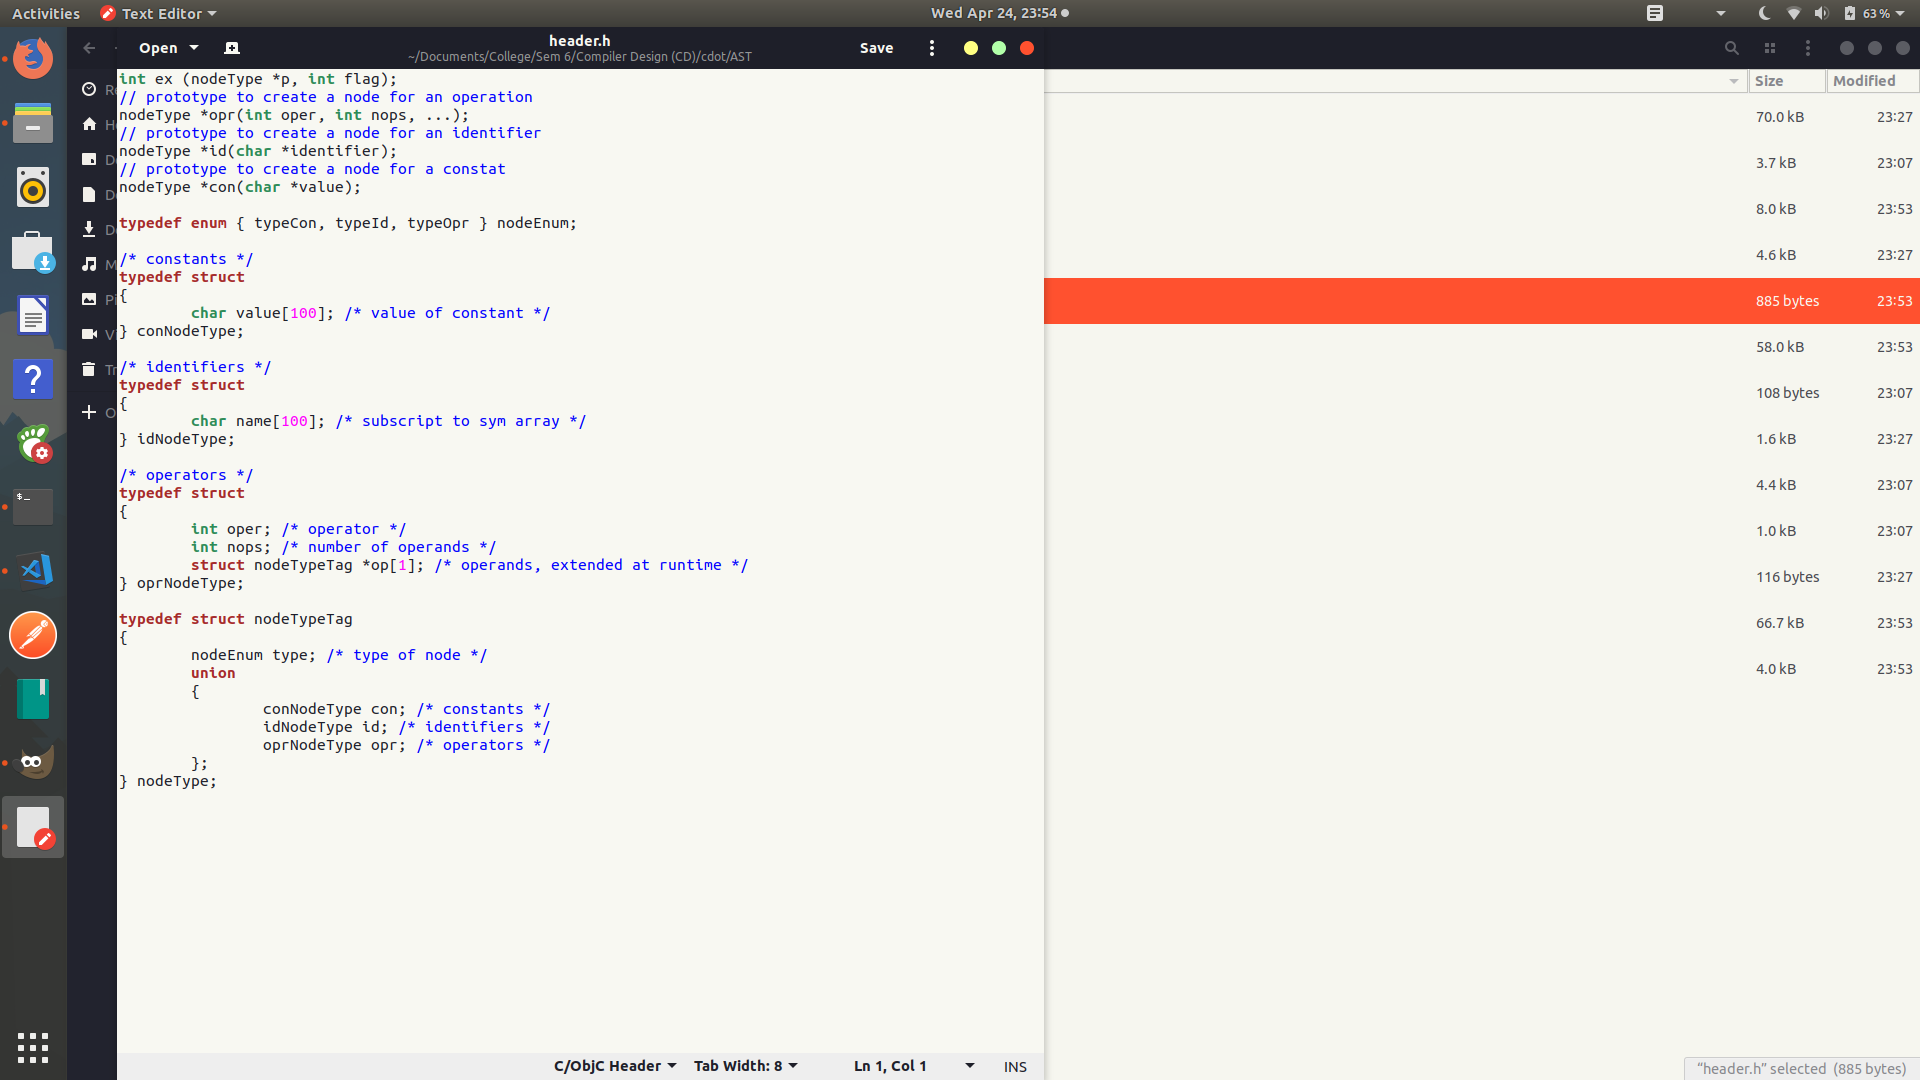 Activities
Text Editor
Wed Apr 24, 23:54
63 %
Open
header.h
~/Documents/College/Sem 6/Compiler Design (CD)/cdot/AST
Save
int ex (nodeType *p, int flag);
// prototype to create a node for an operation
nodeType *opr(int oper, int nops, ...);
// prototype to create a node for an identifier
nodeType *id(char *identifier);
// prototype to create a node for a constat
nodeType *con(char *value);
typedef enum { typeCon, typeId, typeOpr } nodeEnum;
/* constants */
typedef struct
{
char value[100]; /* value of constant */
} conNodeType;
/* identifiers */
typedef struct
{
char name[100]; /* subscript to sym array */
} idNodeType;
/* operators */
typedef struct
{
int oper; /* operator */
int nops; /* number of operands */
struct nodeTypeTag *op[1]; /* operands, extended at runtime */
} oprNodeType;
typedef struct nodeTypeTag
{
nodeEnum type; /* type of node */
union
{
conNodeType con; /* constants */
idNodeType id; /* identifiers */
oprNodeType opr; /* operators */
};
} nodeType;
C/ObjC Header
Tab Width: 8
Ln 1, Col 1
INS
Size Modified
70.0 kB 23:27
3.7 kB 23:07
8.0 kB 23:53
4.6 kB 23:27
885 bytes 23:53
58.0 kB 23:53
108 bytes 23:07
1.6 kB 23:27
4.4 kB 23:07
1.0 kB 23:07
116 bytes 23:27
66.7 kB 23:53
4.0 kB 23:53
“header.h” selected (885 bytes)